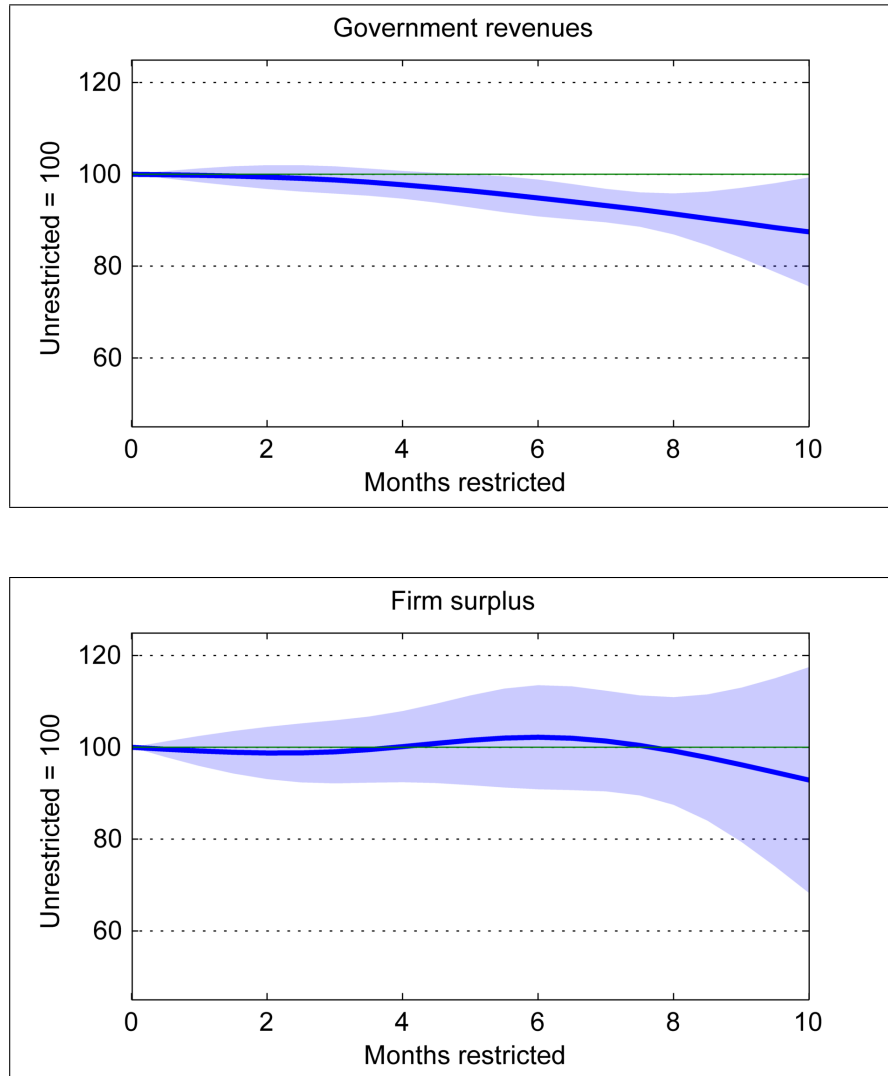 Government revenues
120
100
80
60
Unrestricted = 100
0 2 4 6 8 10
Months restricted
Firm surplus
120
100
80
60
Unrestricted = 100
0 2 4 6 8 10
Months restricted